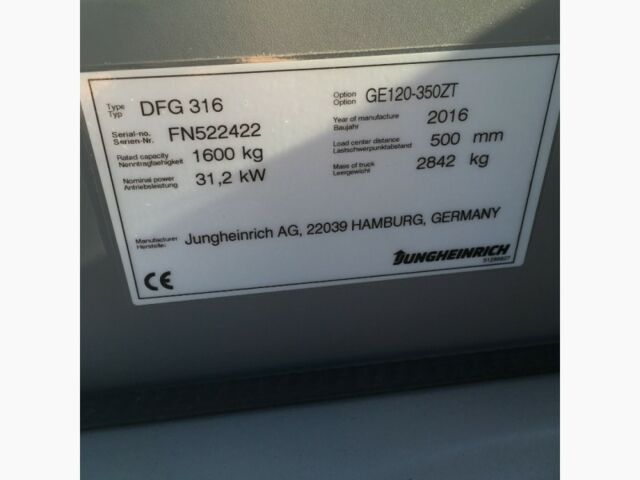 Type
Typ DFG 316
Option
Option GE120-350ZT
Serial-no.
Serien-Nr. FN522422
Year of manufacture
Baujahr 2016
Rated capacity
Nenntragfaehigkeit 1600 kg
Load center distance
Lastschwerpunktabstand 500 mm
Nominal power
Antriebsleistung 31,2 kW
Mass of truck
Leergewicht 2842 kg
Manufacturer
Hersteller Jungheinrich AG, 22039 HAMBURG, GERMANY
CE
JUNGHEINRICH